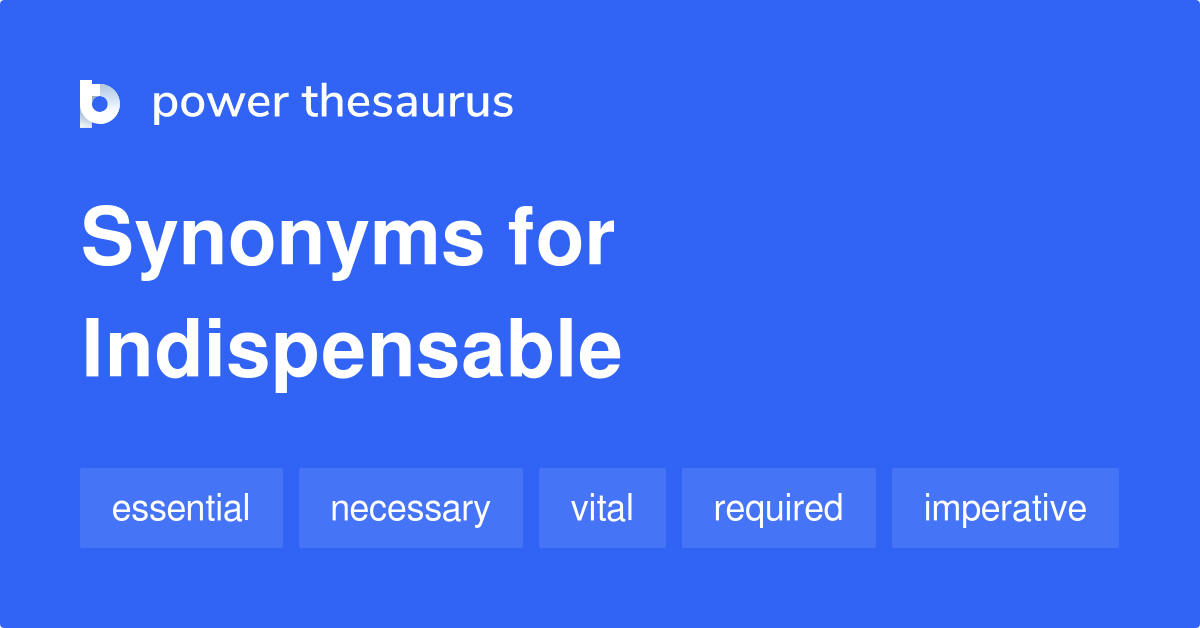 power thesaurus
Synonyms for
Indispensable
essential necessary vital required imperative